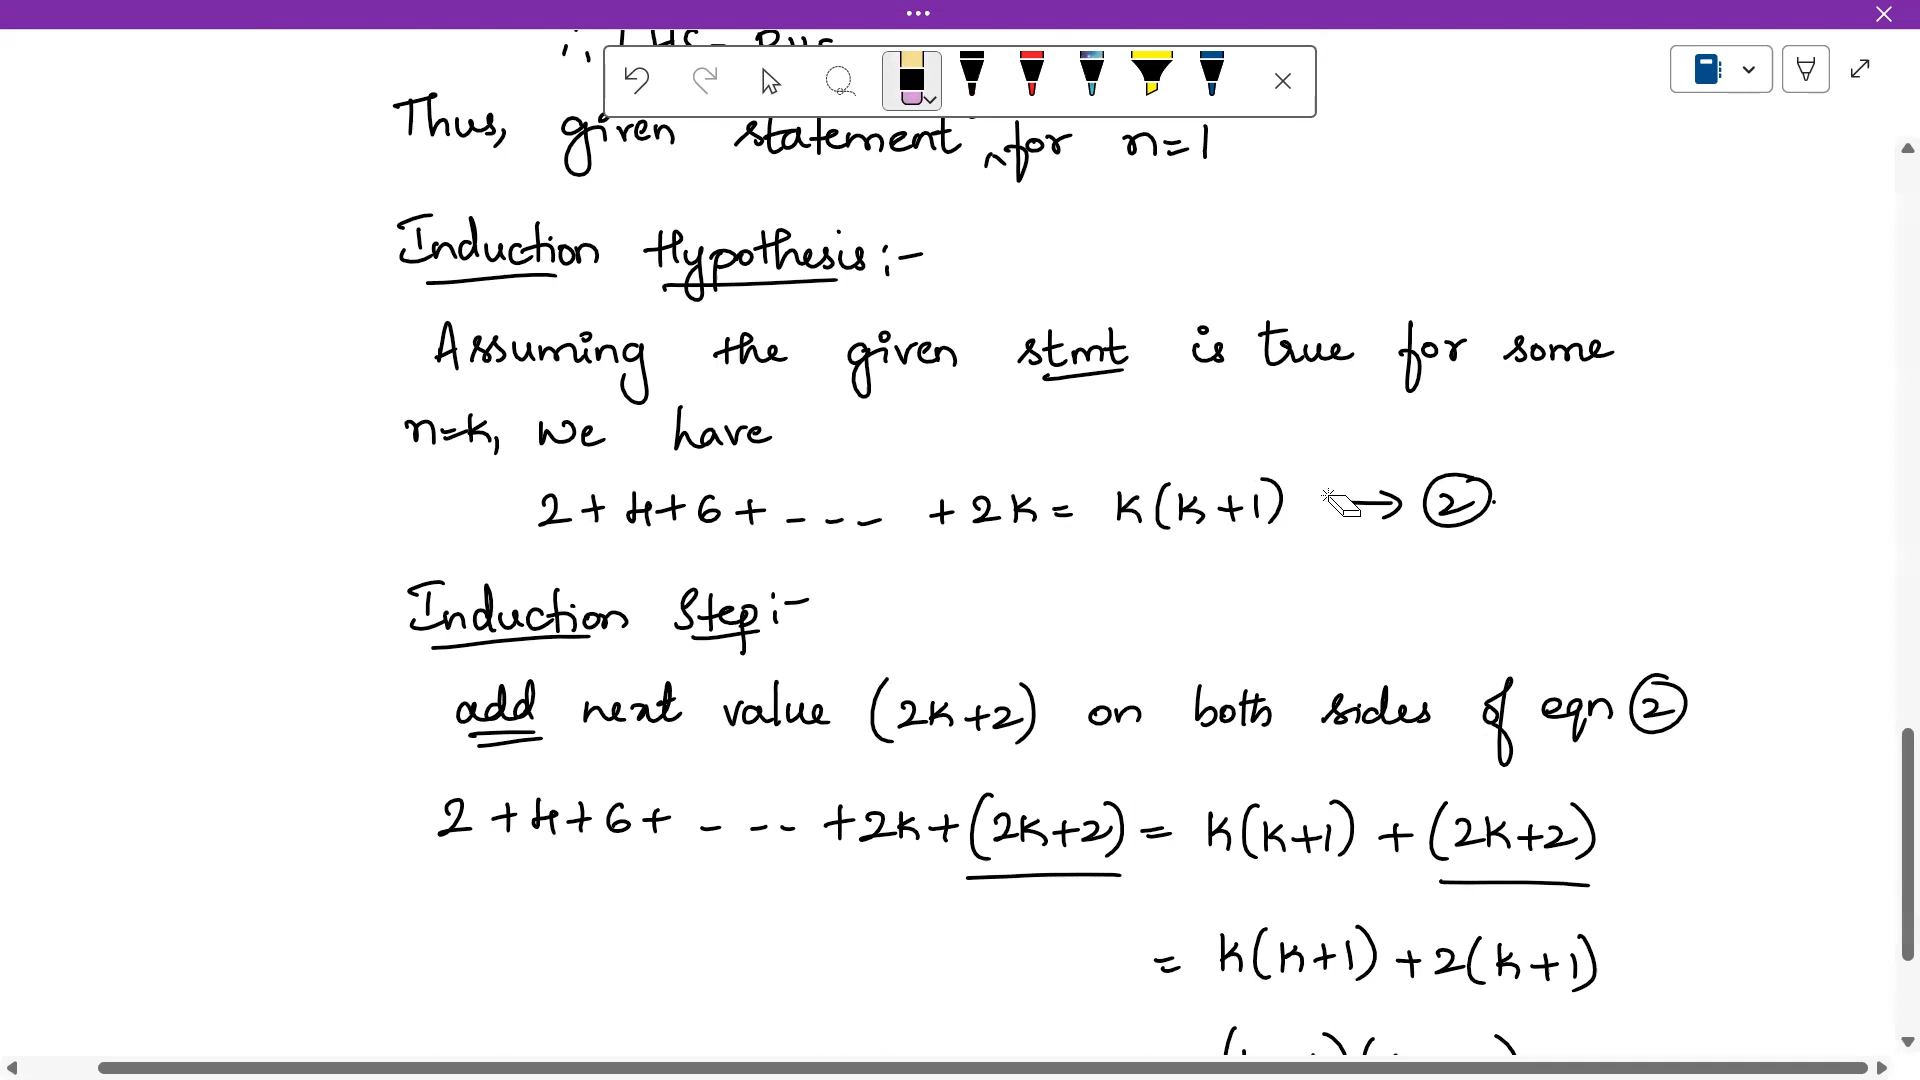 Thus, given statement ^ for n=1
Induction Hypothesis:-
Assuming the given stmt is true for some
n=k, we have
2+4+6+--- +2k= k(k+1) → ②
Induction Step:-
add next value (2k+2) on both sides of eqn ②
2+4+6+ --- +2k+(2k+2) = k(k+1) + (2k+2)
= k(k+1) +2(k+1)